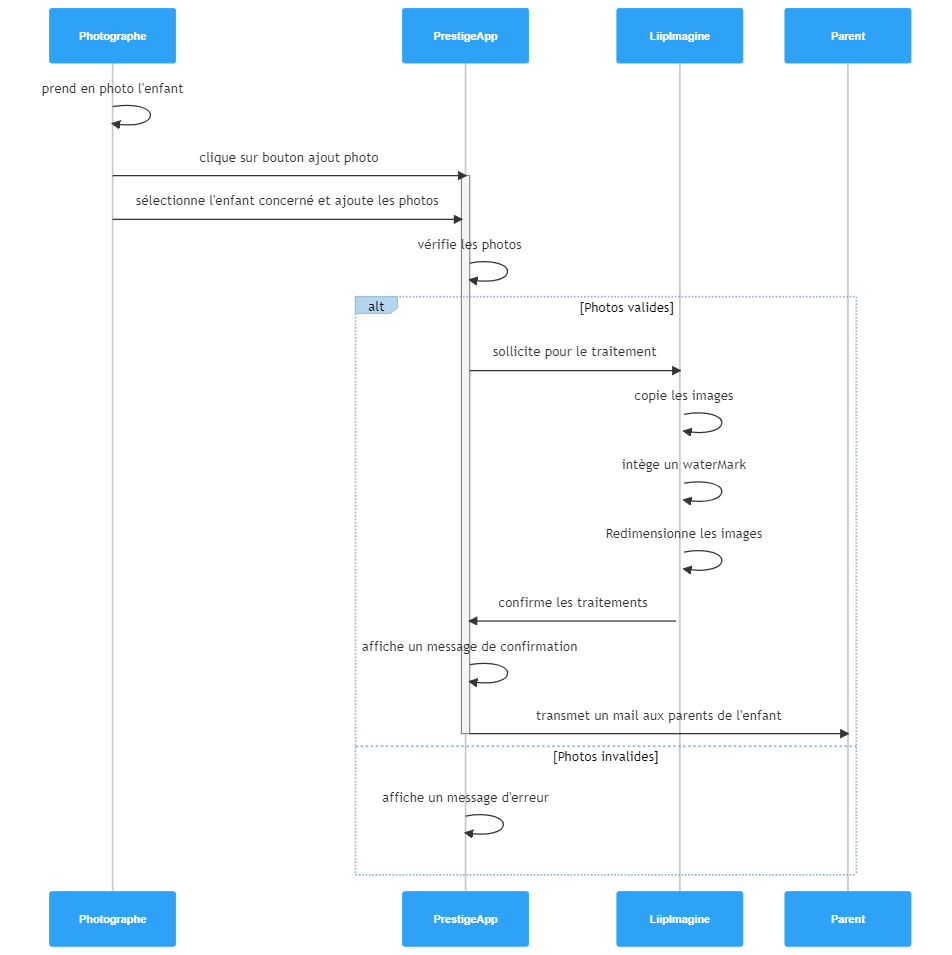 Photographe
PrestigeApp
LiipImagine
Parent
prend en photo l'enfant
clique sur bouton ajout photo
sélectionne l'enfant concerné et ajoute les photos
vérifie les photos
alt
[Photos valides]
sollicite pour le traitement
copie les images
intège un waterMark
Redimensionne les images
confirme les traitements
affiche un message de confirmation
transmet un mail aux parents de l'enfant
[Photos invalides]
affiche un message d'erreur
Photographe
PrestigeApp
LiipImagine
Parent